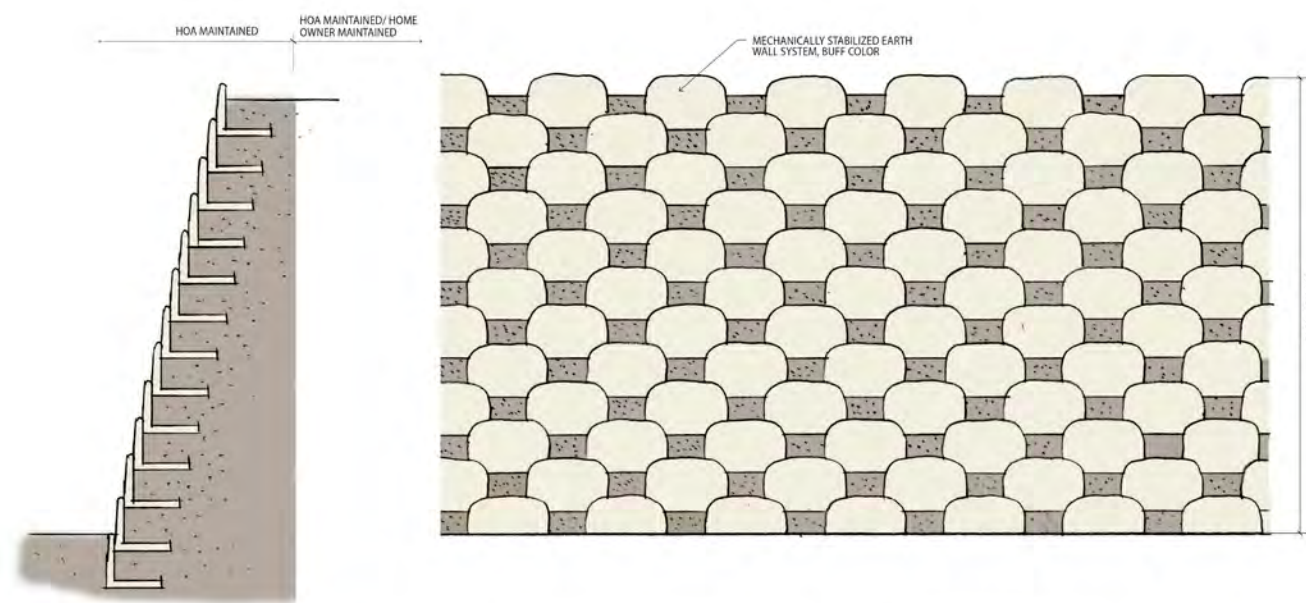 HOA MAINTAINED
HOA MAINTAINED/ HOME
OWNER MAINTAINED
MECHANICALLY STABILIZED EARTH
WALL SYSTEM, BUFF COLOR